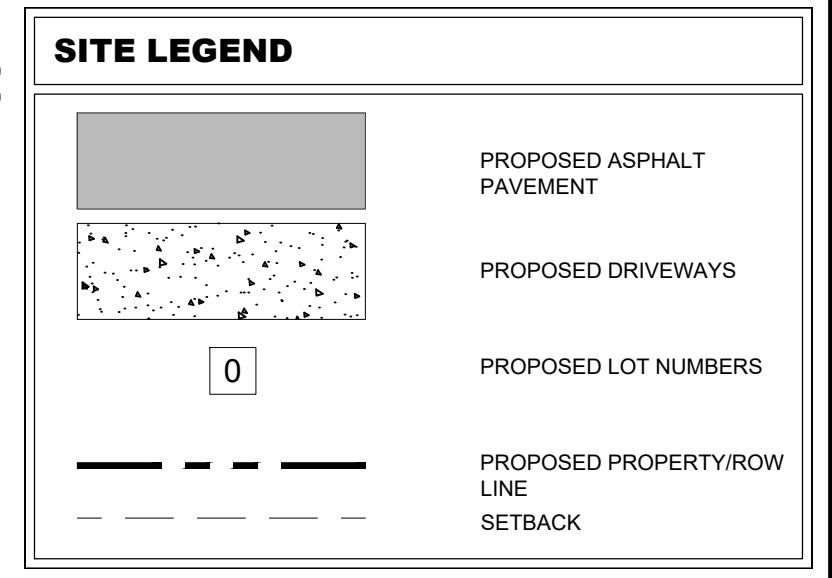 SITE LEGEND
PROPOSED ASPHALT
PAVEMENT
PROPOSED DRIVEWAYS
0
PROPOSED LOT NUMBERS
PROPOSED PROPERTY/ROW
LINE
SETBACK